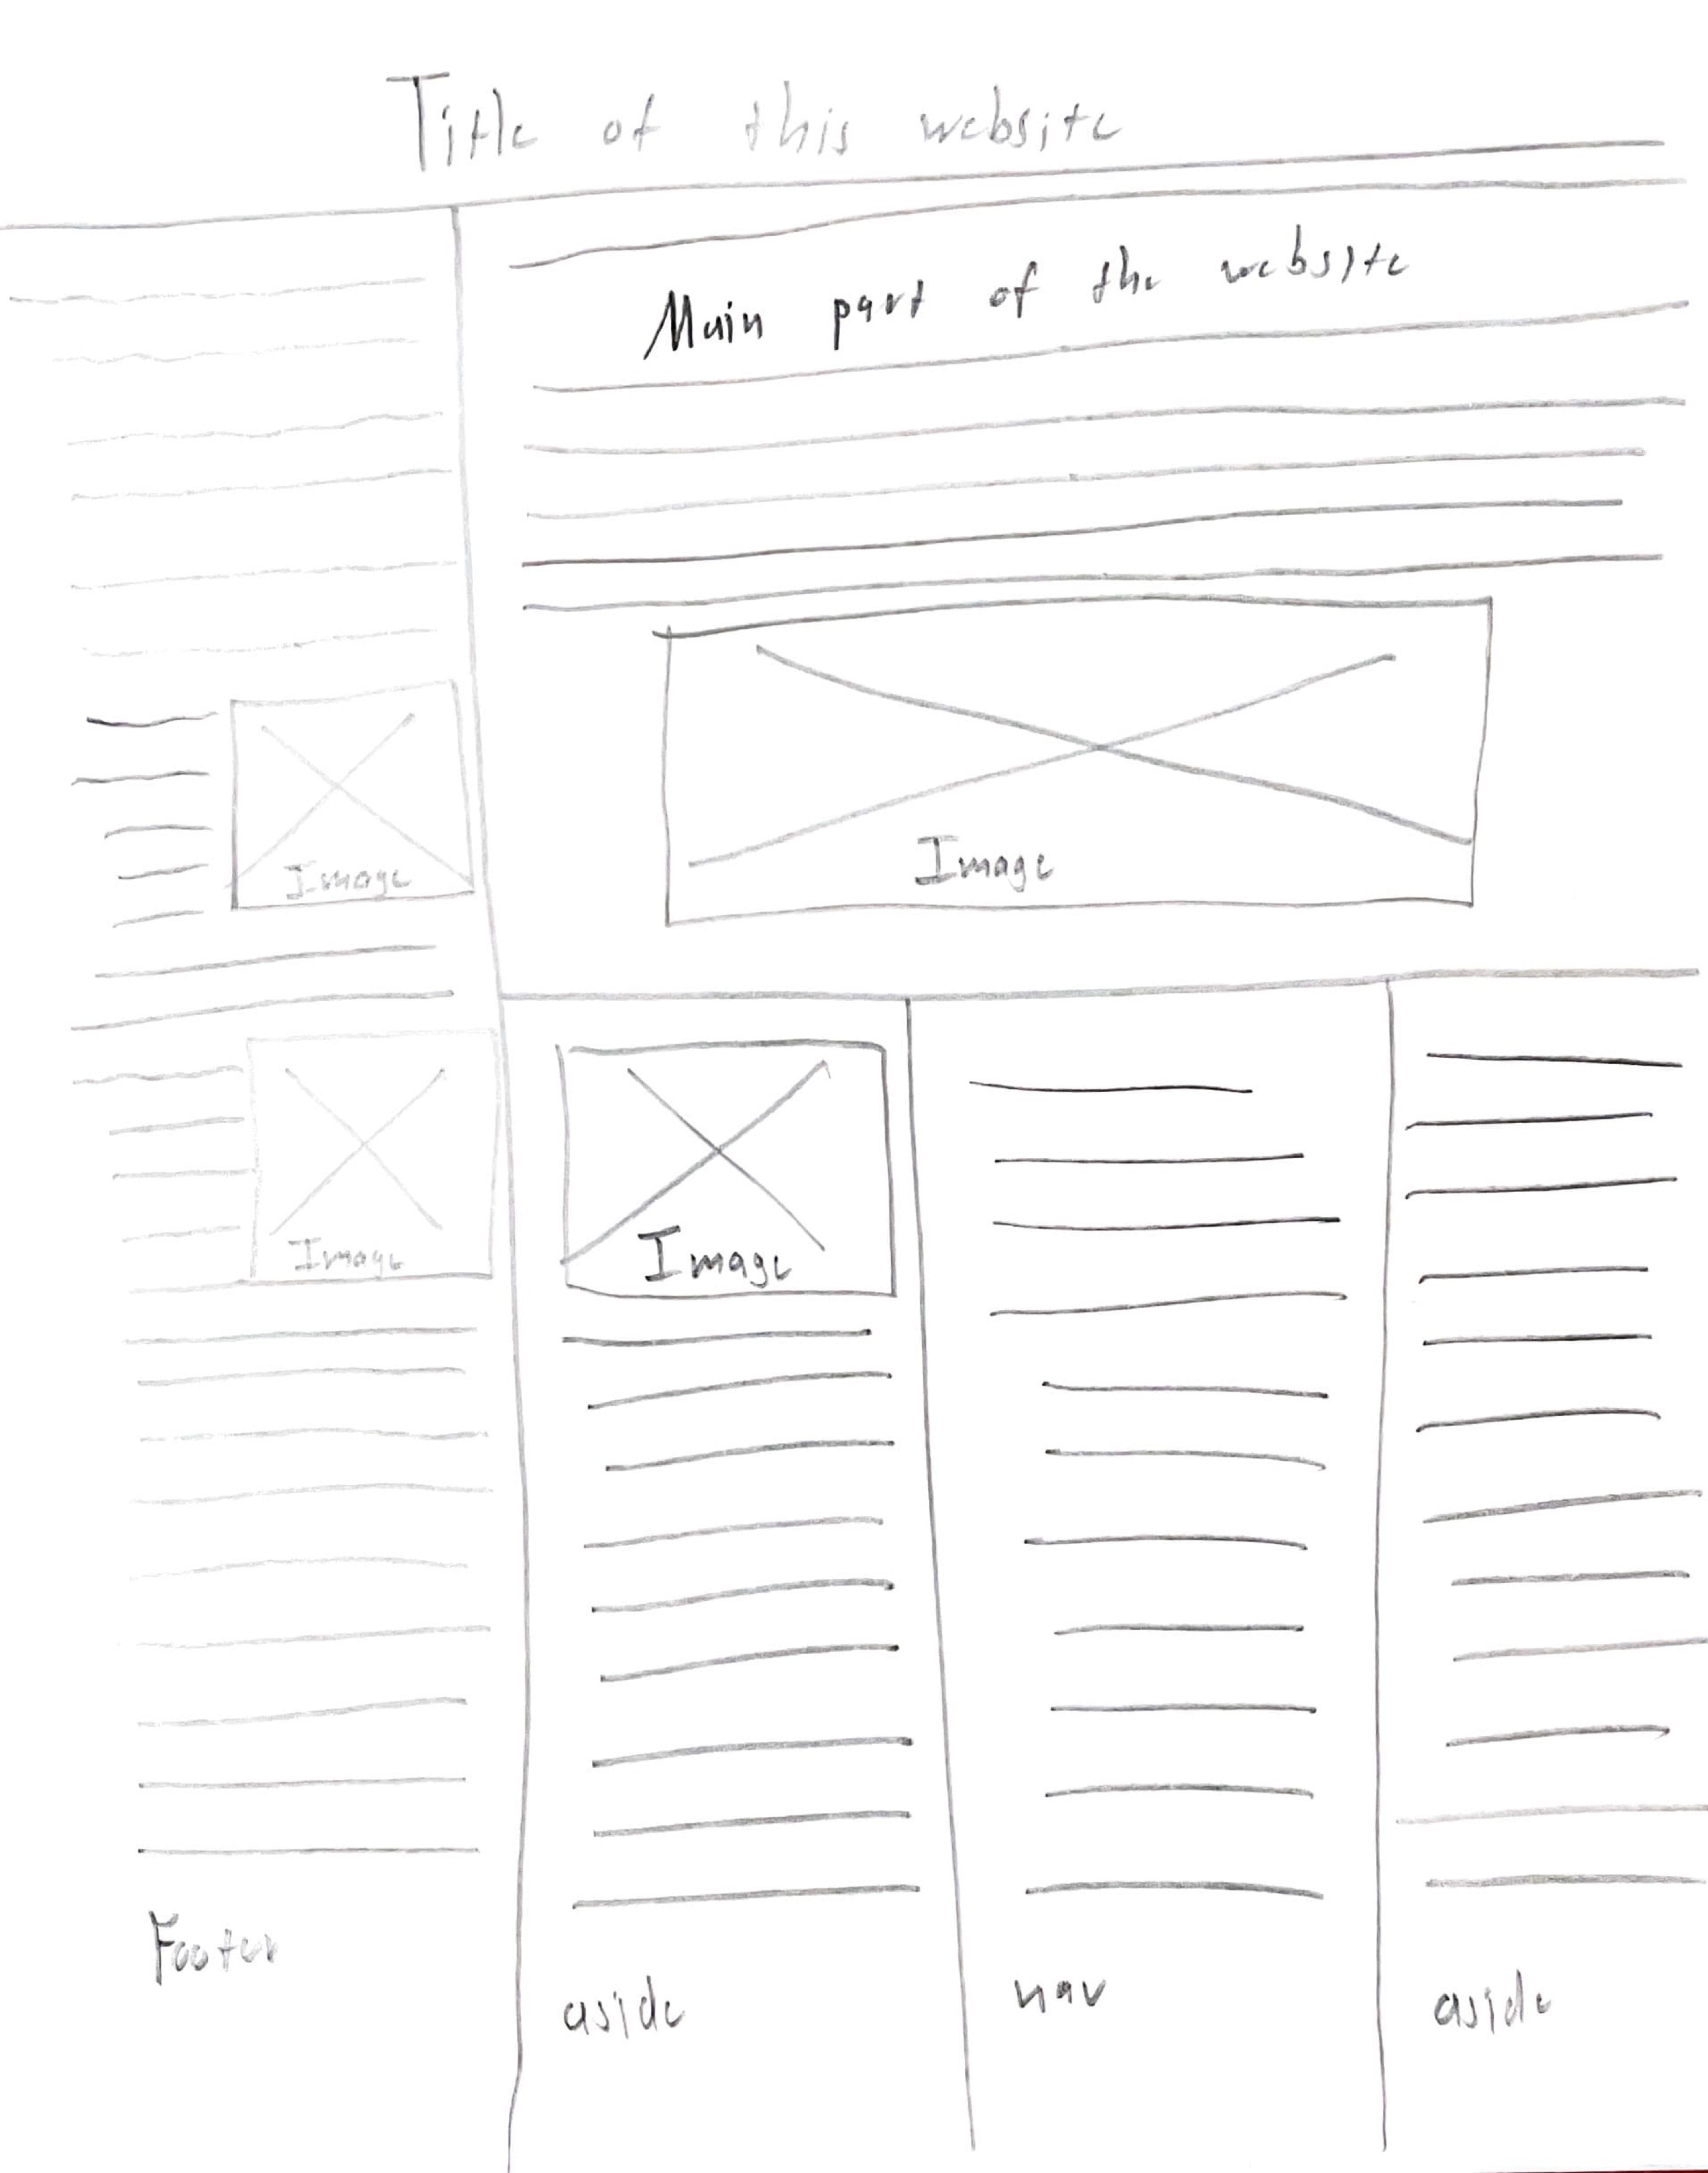 Title of this website
Main part of the website
Image
Image
Image
Image
Footer
aside
nav
aside